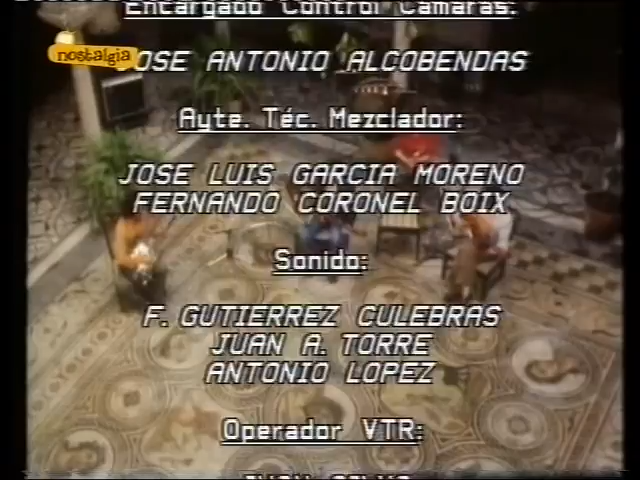 Encargado Control Camaras:
nostalgia
JOSE ANTONIO ALCOBENDAS
Ayte. Téc. Mezclador:
JOSE LUIS GARCIA MORENO
FERNANDO CORONEL BOIX
Sonido:
F. GUTIERREZ CULEBRAS
JUAN A. TORRE
ANTONIO LOPEZ
Operador VTR: